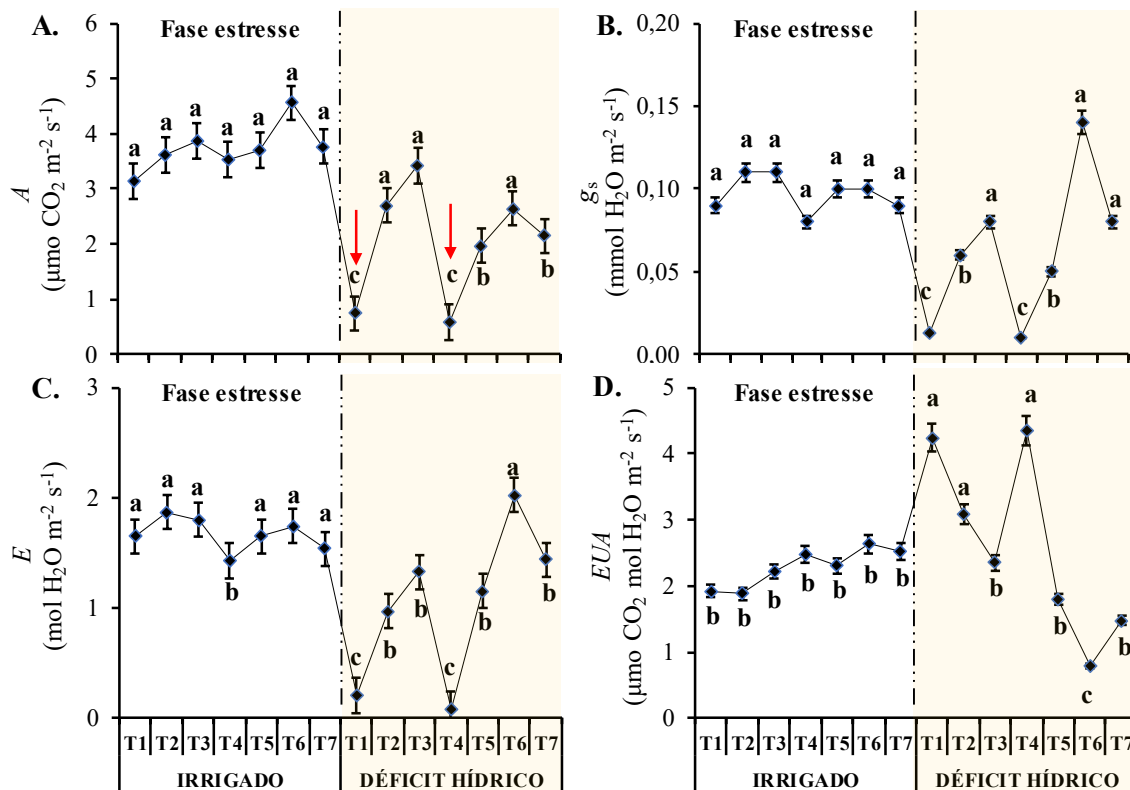 A.
Fase estresse
6
5
4
3
2
1
0
A
(μmo CO₂ m⁻² s⁻¹)
a a a a a a a
c a a c b a b
B.
Fase estresse
0,20
0,15
0,10
0,05
0,00
gs
(mmol H₂O m⁻² s⁻¹)
a a a a a a a
c b a c b a a
C.
Fase estresse
3
2
1
0
E
(mol H₂O m⁻² s⁻¹)
a a a b a a a
c b b c b a b
T1 T2 T3 T4 T5 T6 T7 T1 T2 T3 T4 T5 T6 T7
IRRIGADO DÉFICIT HÍDRICO
D.
Fase estresse
5
4
3
2
1
0
EUA
(μmo CO₂ mol H₂O m⁻² s⁻¹)
b b b b b b b
a a b a b c b
T1 T2 T3 T4 T5 T6 T7 T1 T2 T3 T4 T5 T6 T7
IRRIGADO DÉFICIT HÍDRICO